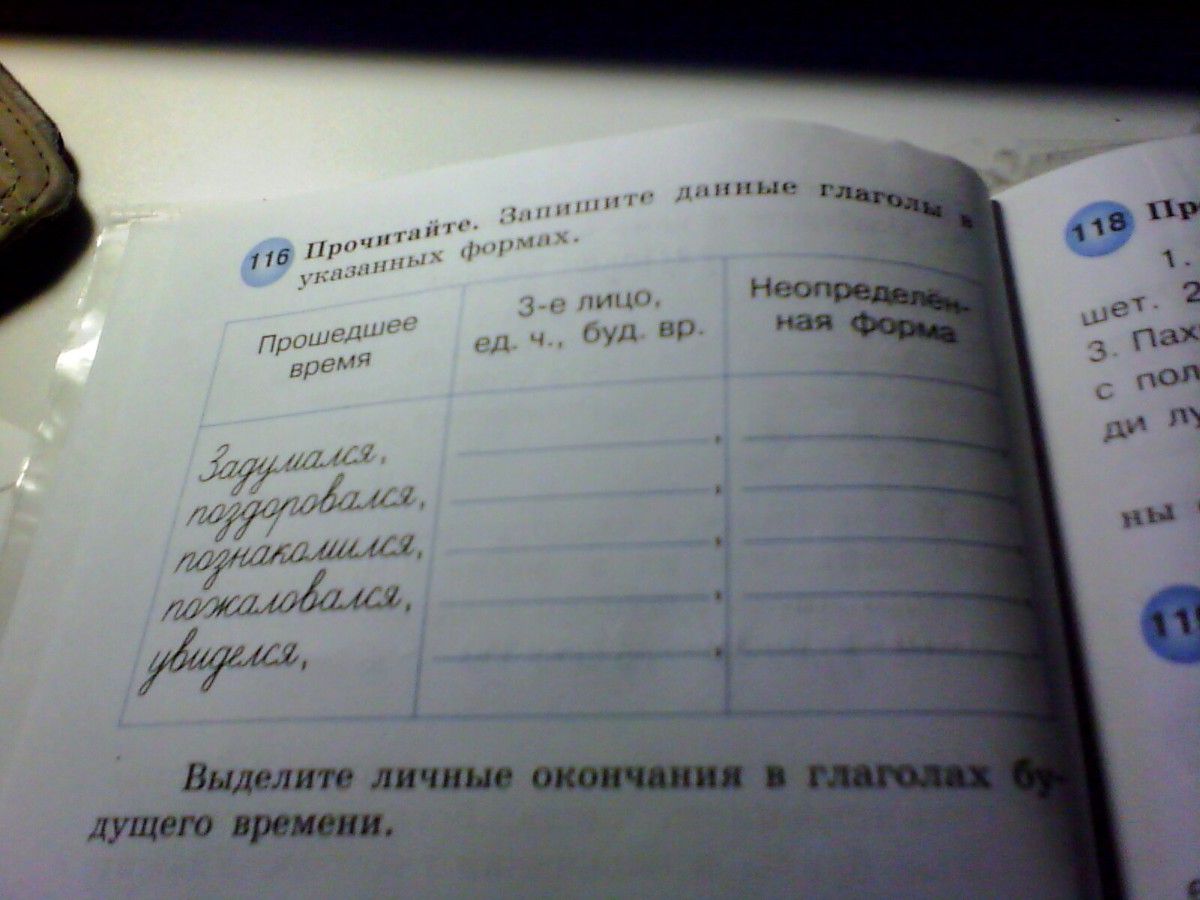 116 Прочитайте. Запишите данные глаголы в
указанных формах.
Прошедшее
время
3-е лицо,
ед. ч., буд. вр.
Неопределён-
ная форма
Задумался,
поздоровался,
познакомился,
пожаловался,
увиделся,
,
,
,
,
,
Выделите личные окончания в глаголах бу-
дущего времени.
118
1.
шет. 2
3. Пах
с пол
ди лу
ны